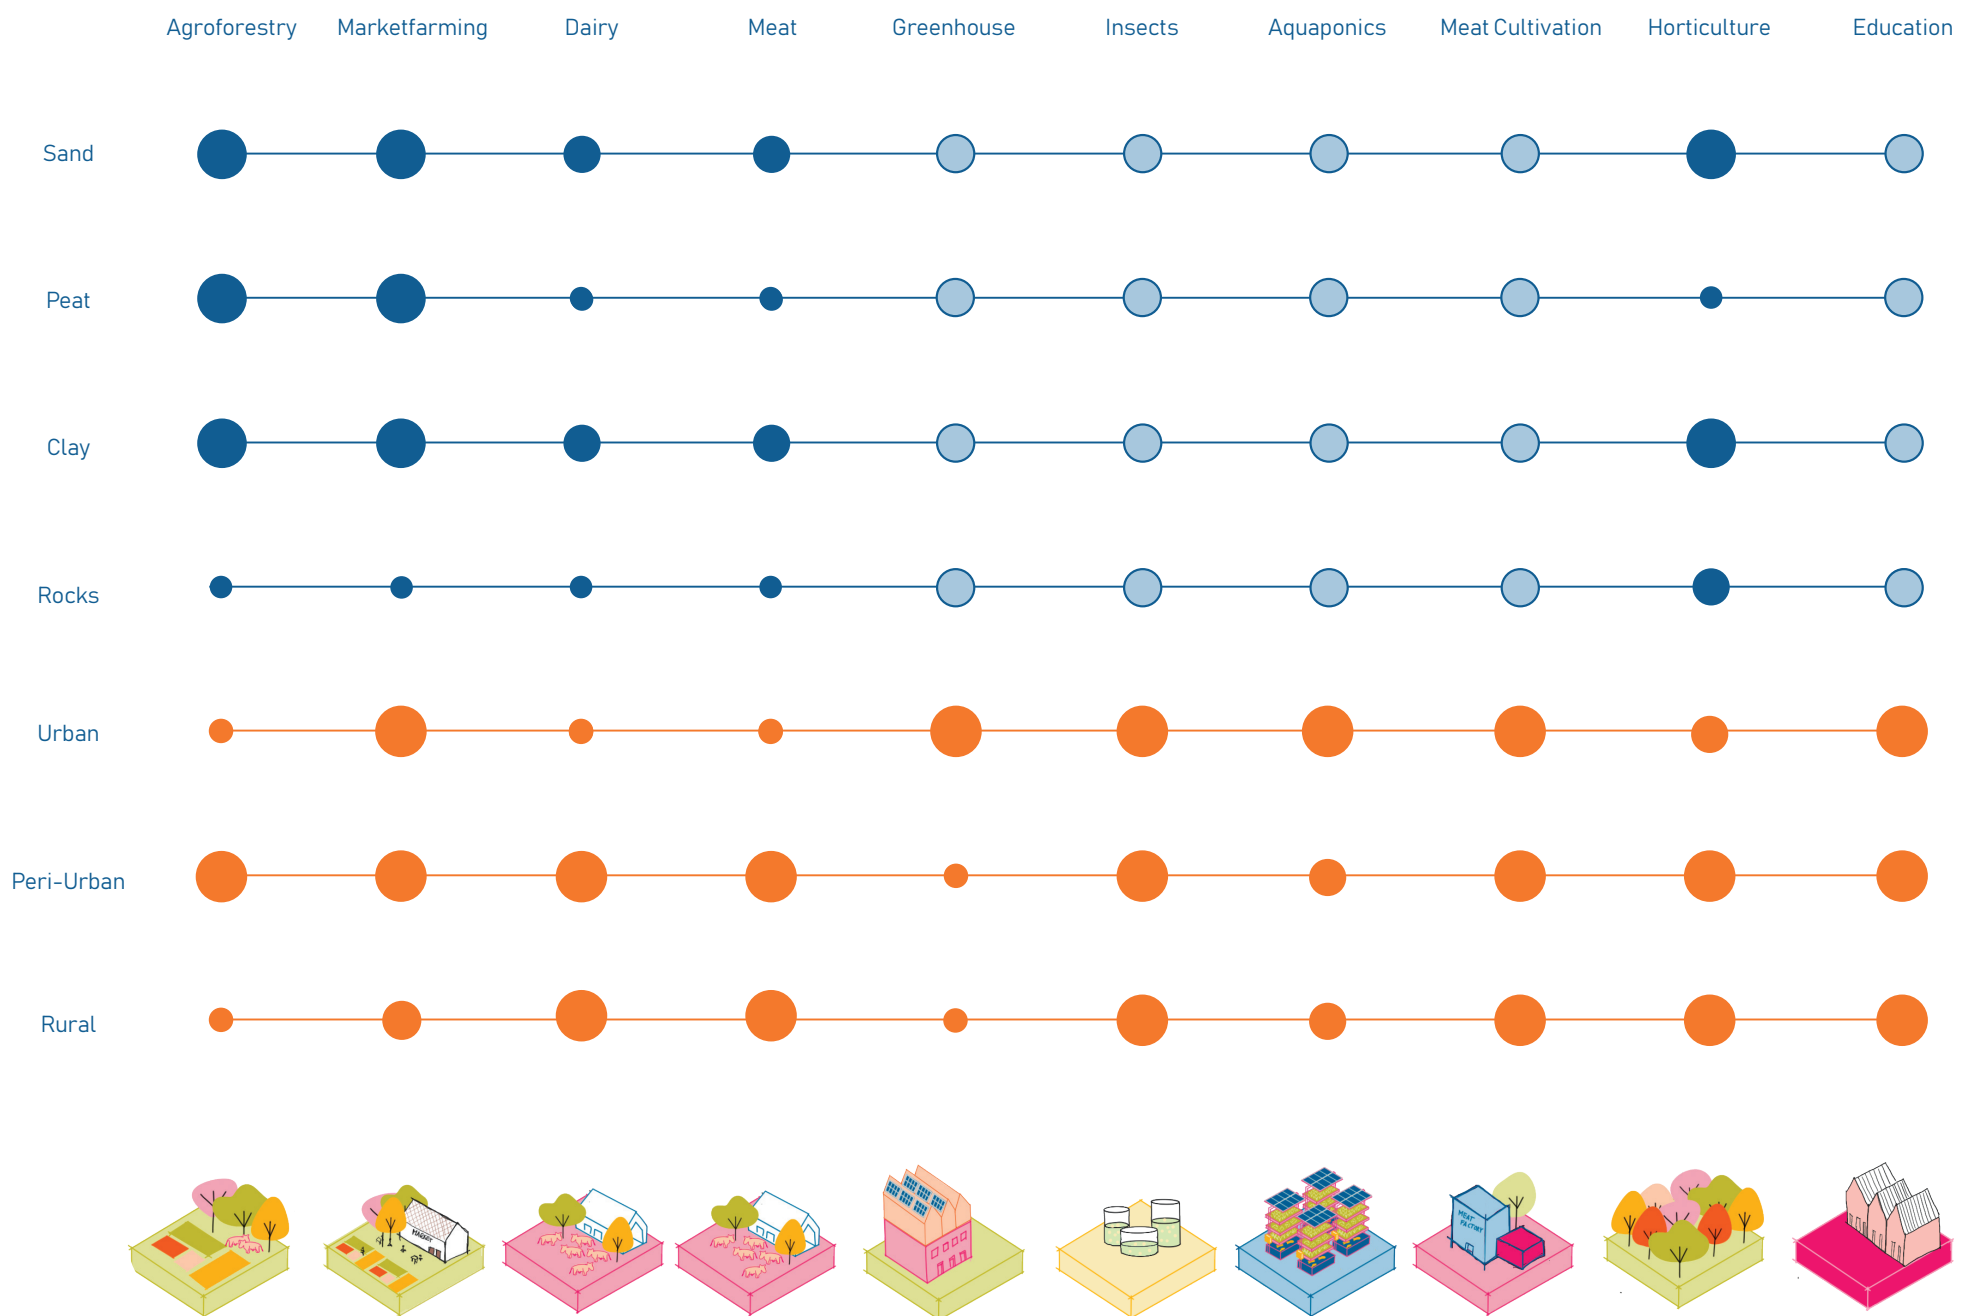 Agroforestry Marketfarming Dairy Meat Greenhouse Insects Aquaponics Meat Cultivation Horticulture Education
Sand
Peat
Clay
Rocks
Urban
Peri-Urban
Rural
MARKET
MEAT
FACTORY